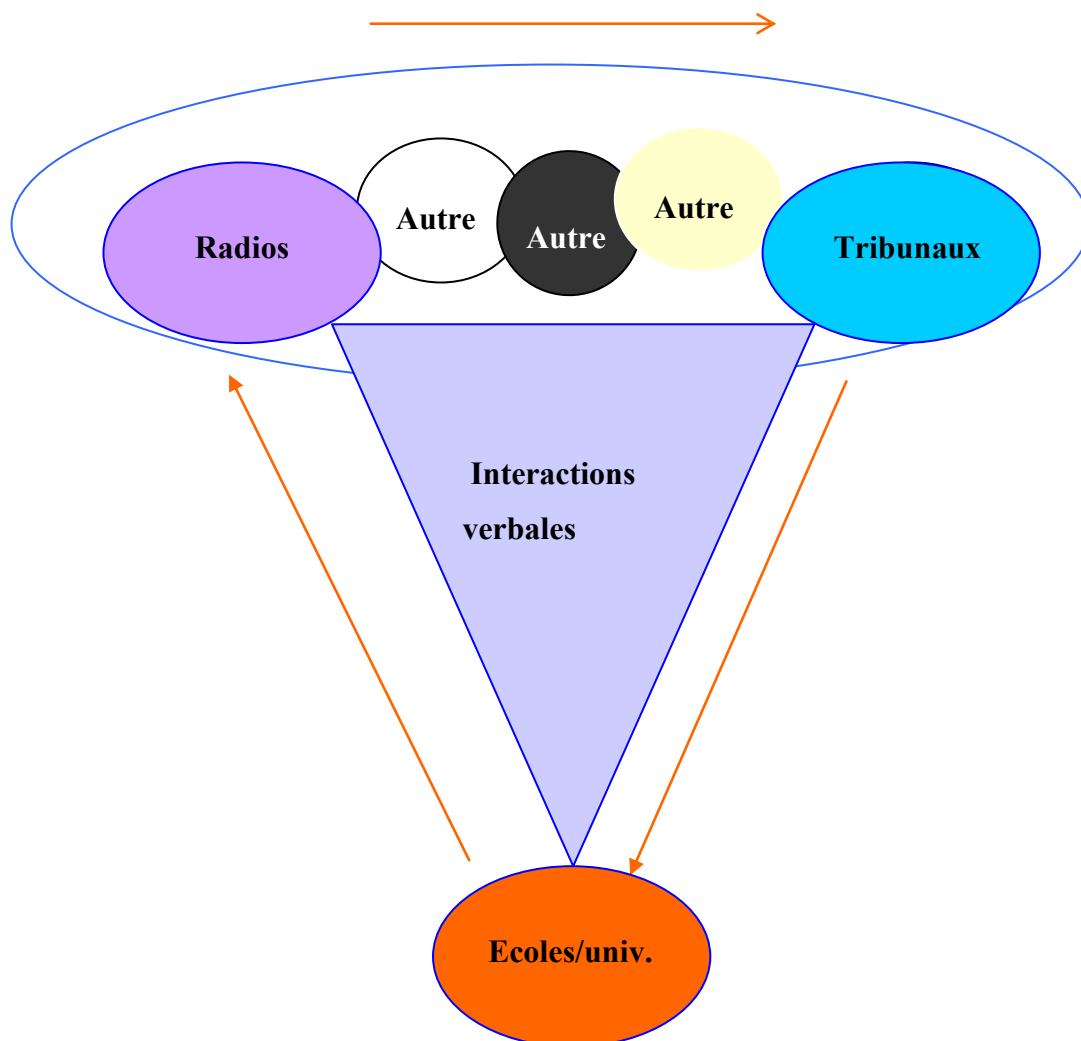 Radios
Autre
Autre
Autre
Tribunaux
Interactions
verbales
Ecoles/univ.